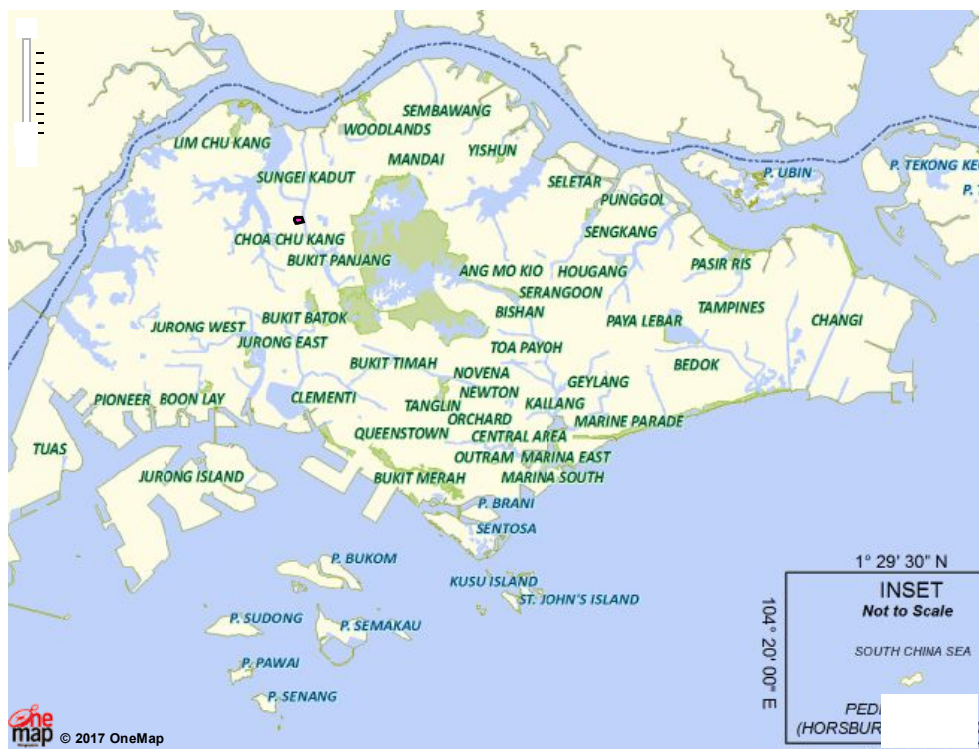 SEMBAWANG
WOODLANDS
LIM CHU KANG
MANDAI
YISHUN
SUNGEI KADUT
SELETAR
P. UBIN
P. TEKONG
PUNGGOL
SENGKANG
CHOA CHU KANG
BUKIT PANJANG
ANG MO KIO
HOUGANG
PASIR RIS
SERANGOON
BISHAN
TAMPINES
PAYA LEBAR
CHANGI
BUKIT BATOK
JURONG WEST
JURONG EAST
TOA PAYOH
BUKIT TIMAH
BEDOK
NOVENA
GEYLANG
NEWTON
CLEMENTI
PIONEER
BOON LAY
TANGLIN
KALLANG
ORCHARD
MARINE PARADE
QUEENSTOWN
CENTRAL AREA
TUAS
OUTRAM
MARINA EAST
JURONG ISLAND
BUKIT MERAH
MARINA SOUTH
P. BRANI
SENTOSA
P. BUKOM
KUSU ISLAND
ST. JOHN'S ISLAND
P. SUDONG
P. SEMAKAU
P. PAWAI
P. SENANG
1° 29' 30" N
104° 20' 00" E
INSET
Not to Scale
SOUTH CHINA SEA
PED
(HORSBUR
One
map
© 2017 OneMap